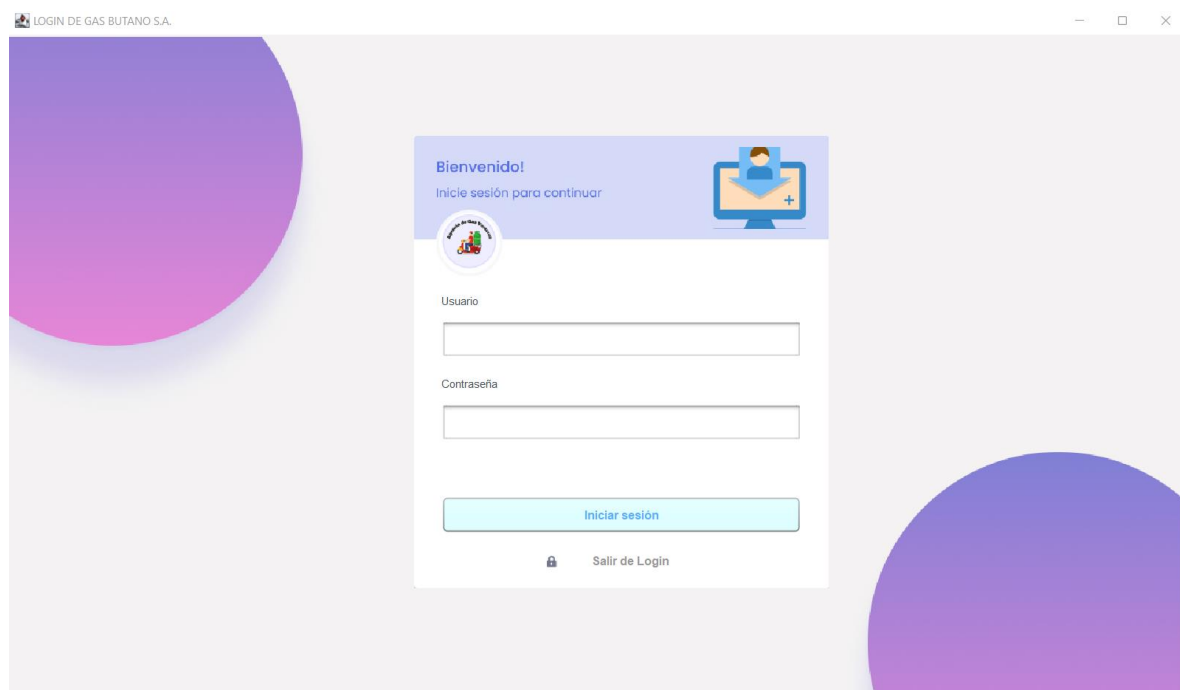 LOGIN DE GAS BUTANO S.A.
Bienvenido!
Inicie sesión para continuar
Usuario
Contraseña
Iniciar sesión
Salir de Login